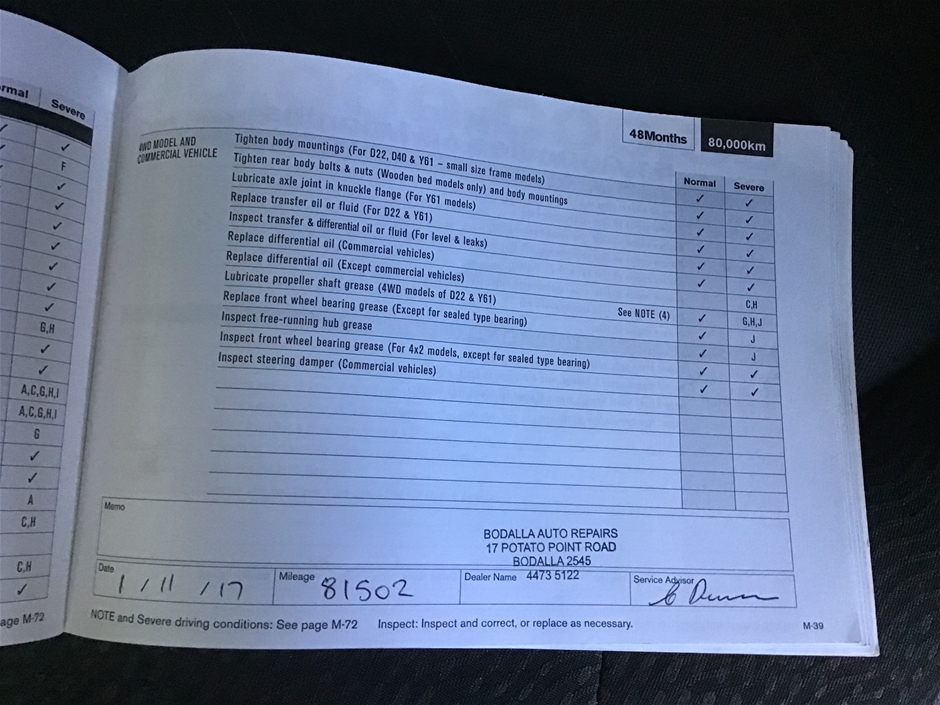 rmal Severe
✓ ✓
✓ F
✓ ✓
✓
✓
✓
✓
✓
✓
G,H
✓
✓
A,C,G,H,I
A,C,G,H,I
G
✓
✓
A
C,H
C,H
✓
age M-72
48Months 80,000km
4WD MODEL AND
COMMERCIAL VEHICLE
Normal Severe
Tighten body mountings (For D22, D40 & Y61 – small size frame models) ✓ ✓
Tighten rear body bolts & nuts (Wooden bed models only) and body mountings ✓ ✓
Lubricate axle joint in knuckle flange (For Y61 models) ✓ ✓
Replace transfer oil or fluid (For D22 & Y61) ✓ ✓
Inspect transfer & differential oil or fluid (For level & leaks) ✓ ✓
Replace differential oil (Commercial vehicles) ✓ ✓
Replace differential oil (Except commercial vehicles) C,H
Lubricate propeller shaft grease (4WD models of D22 & Y61) See NOTE (4) ✓ G,H,J
Replace front wheel bearing grease (Except for sealed type bearing) ✓ J
Inspect free-running hub grease ✓ J
Inspect front wheel bearing grease (For 4x2 models, except for sealed type bearing) ✓ ✓
Inspect steering damper (Commercial vehicles) ✓ ✓
Memo
BODALLA AUTO REPAIRS
17 POTATO POINT ROAD
BODALLA 2545
Date 1 / 11 / 17 Mileage 81502 Dealer Name 4473 5122 Service Advisor
NOTE and Severe driving conditions: See page M-72 Inspect: Inspect and correct, or replace as necessary. M-39